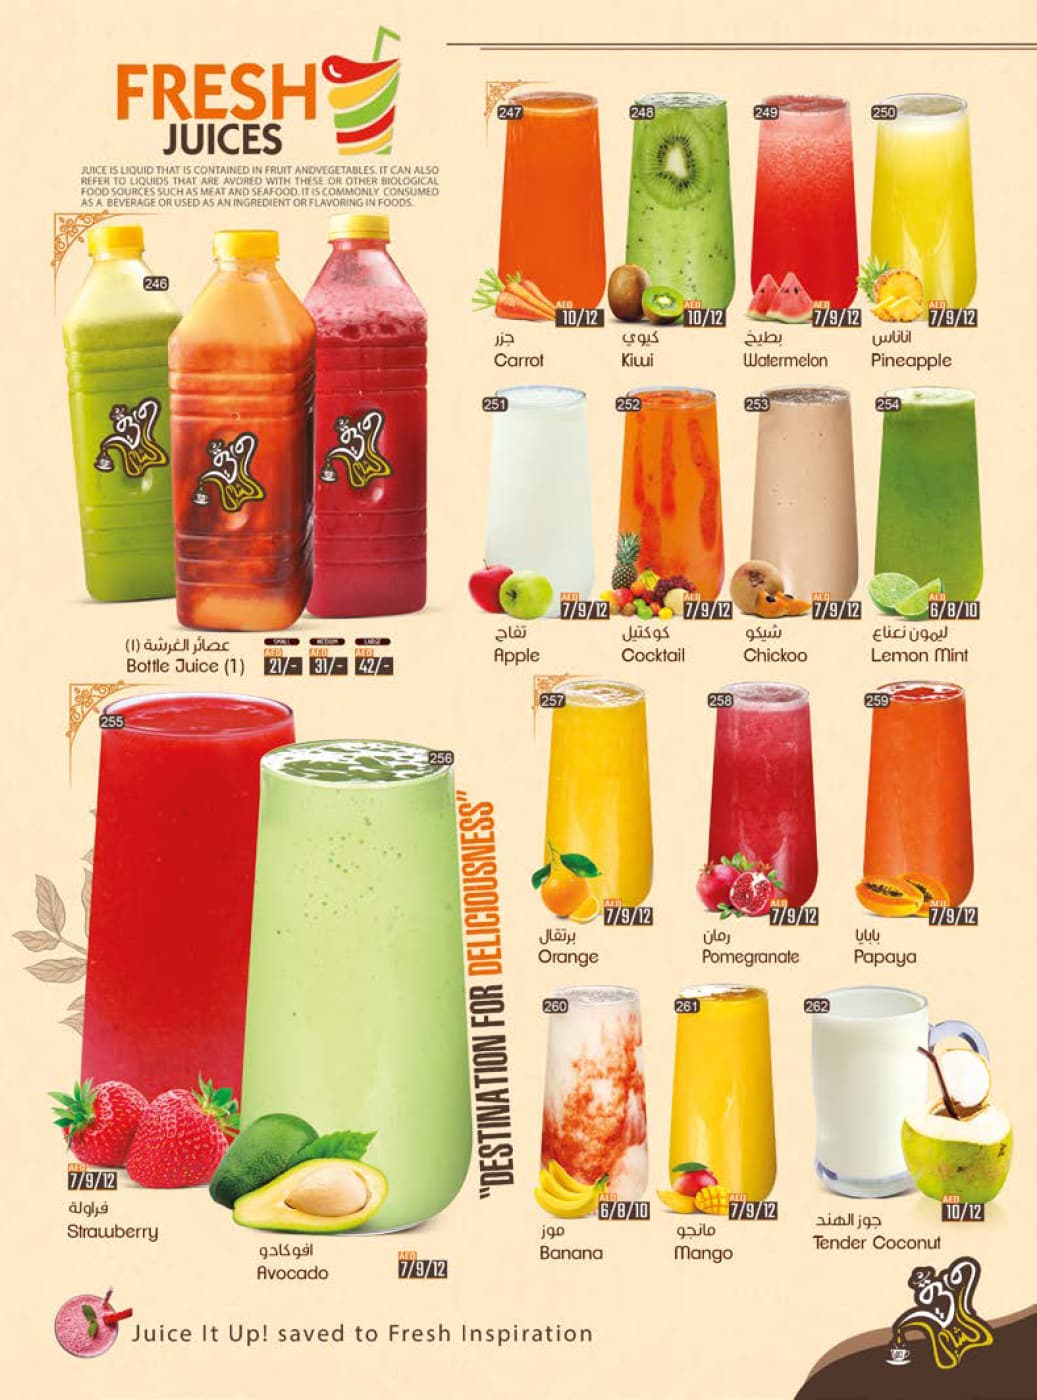 FRESH
JUICES
JUICE IS LIQUID THAT IS CONTAINED IN FRUIT ANDVEGETABLES. IT CAN ALSO
REFER TO LIQUIDS THAT ARE AVORED WITH THESE OR OTHER BIOLOGICAL
FOOD SOURCES SUCH AS MEAT AND SEAFOOD. IT IS COMMONLY CONSUMED
AS A BEVERAGE OR USED AS AN INGREDIENT OR FLAVORING IN FOODS.
246
عصائر الغرشة (١)
Bottle Juice (1)
SMALL MEDIUM LARGE
AED AED AED
21/- 31/- 42/-
247
AED
10/12
جزر
Carrot
248
AED
10/12
كيوي
Kiwi
249
AED
7/9/12
بطيخ
Watermelon
250
AED
7/9/12
اناناس
Pineapple
251
AED
7/9/12
تفاح
Apple
252
AED
7/9/12
كوكتيل
Cocktail
253
AED
7/9/12
شيكو
Chickoo
254
AED
6/8/10
ليمون نعناع
Lemon Mint
255
AED
7/9/12
فراولة
Strawberry
256
AED
7/9/12
افوكادو
Avocado
"DESTINATION FOR DELICIOUSNESS"
257
AED
7/9/12
برتقال
Orange
258
AED
7/9/12
رمان
Pomegranate
259
AED
7/9/12
بابايا
Papaya
260
AED
6/8/10
موز
Banana
261
AED
7/9/12
مانجو
Mango
262
AED
10/12
جوز الهند
Tender Coconut
Juice It Up! saved to Fresh Inspiration